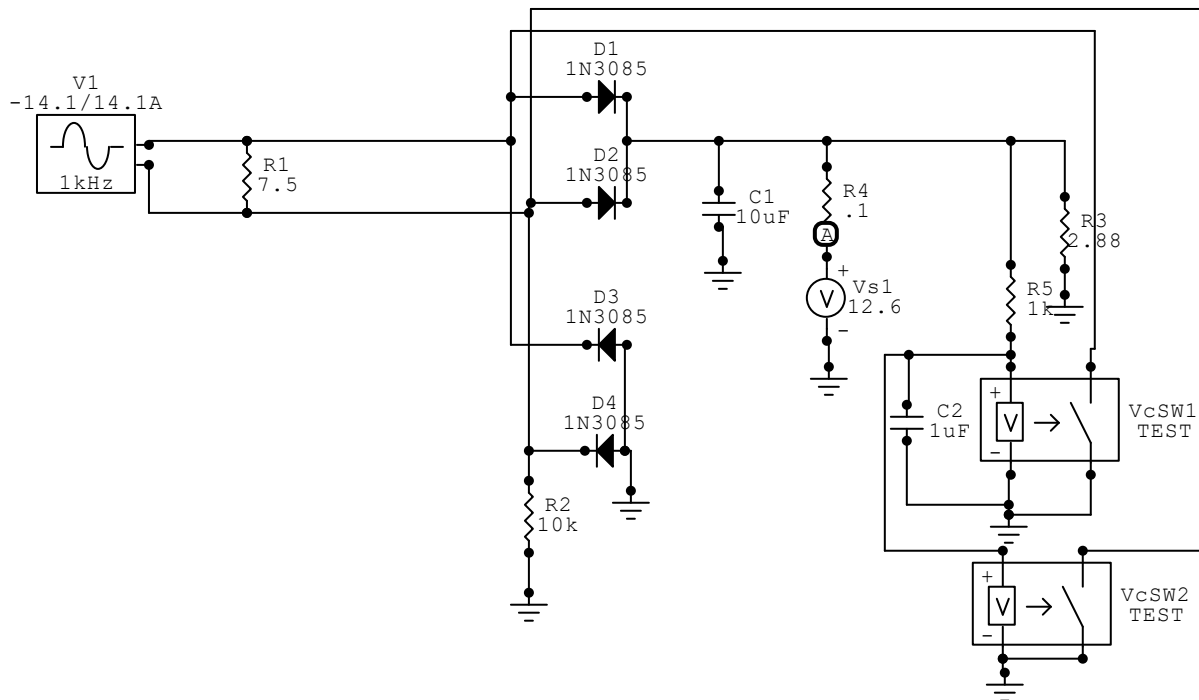 V1
-14.1/14.1A
1kHz
R1
7.5
D1
1N3085
D2
1N3085
C1
10uF
R4
.1
A
+
V
-
Vs1
12.6
R3
2.88
R5
1k
D3
1N3085
D4
1N3085
R2
10k
C2
1uF
+
V
-
VcSW1
TEST
+
V
-
VcSW2
TEST